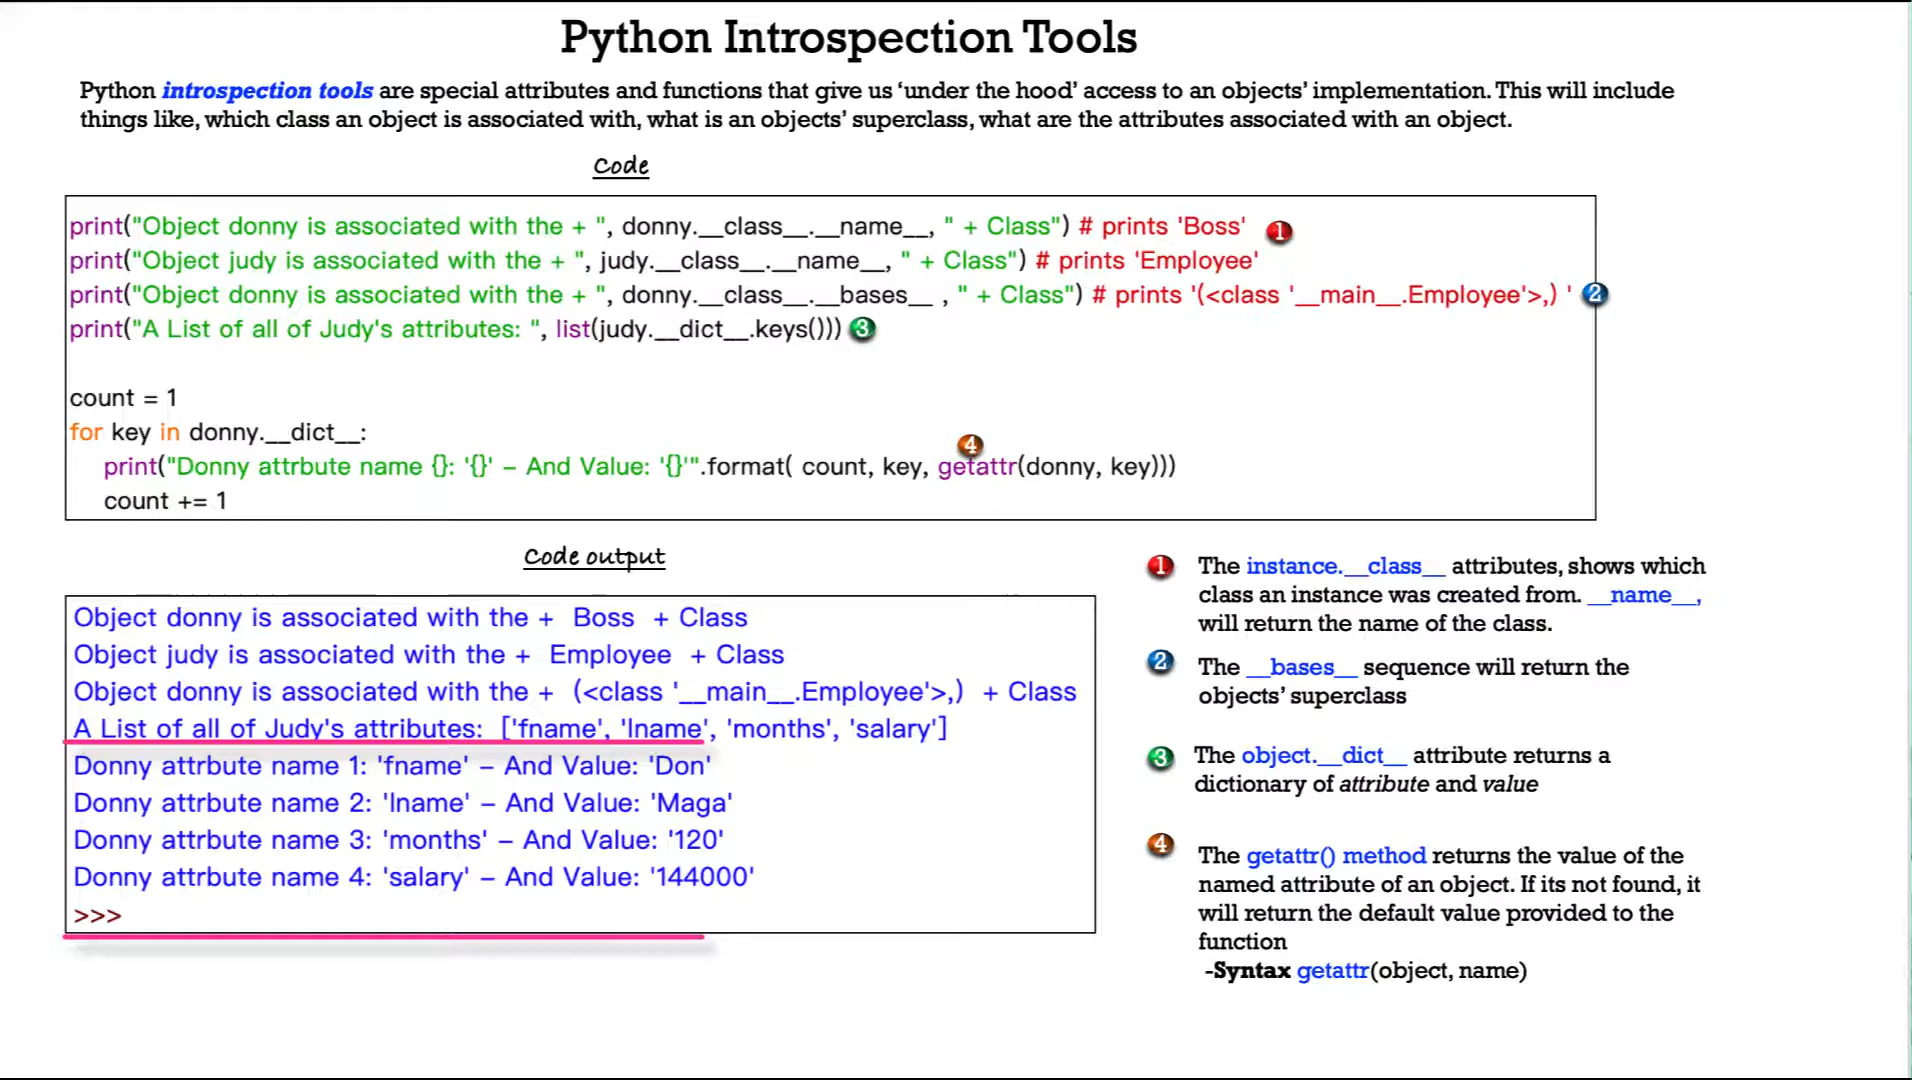 Python Introspection Tools
Python introspection tools are special attributes and functions that give us ‘under the hood’ access to an objects’ implementation. This will include
things like, which class an object is associated with, what is an objects’ superclass, what are the attributes associated with an object.
Code
print("Object donny is associated with the + ", donny.__class__.__name__, " + Class") # prints 'Boss' 1
print("Object judy is associated with the + ", judy.__class__.__name__, " + Class") # prints 'Employee'
print("Object donny is associated with the + ", donny.__class__.__bases__ , " + Class") # prints '(<class '__main__.Employee'>,) ' 2
print("A List of all of Judy's attributes: ", list(judy.__dict__.keys())) 3
count = 1
for key in donny.__dict__:
4
print("Donny attrbute name {}: '{}' – And Value: '{}'".format( count, key, getattr(donny, key)))
count += 1
Code output
Object donny is associated with the +  Boss  + Class
Object judy is associated with the +  Employee  + Class
Object donny is associated with the +  (<class '__main__.Employee'>,)  + Class
A List of all of Judy's attributes:  ['fname', 'lname', 'months', 'salary']
Donny attrbute name 1: 'fname' – And Value: 'Don'
Donny attrbute name 2: 'lname' – And Value: 'Maga'
Donny attrbute name 3: 'months' – And Value: '120'
Donny attrbute name 4: 'salary' – And Value: '144000'
>>>
1 The instance.__class__ attributes, shows which
class an instance was created from. __name__,
will return the name of the class.
2 The __bases__ sequence will return the
objects’ superclass
3 The object.__dict__ attribute returns a
dictionary of attribute and value
4 The getattr() method returns the value of the
named attribute of an object. If its not found, it
will return the default value provided to the
function
-Syntax getattr(object, name)